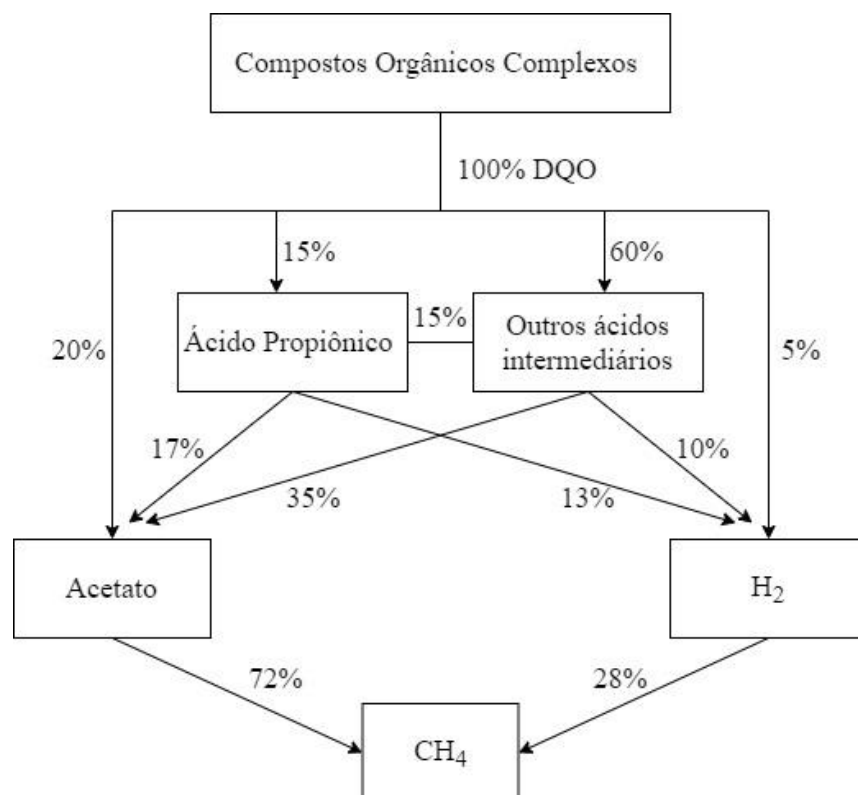 Compostos Orgânicos Complexos
100% DQO
15%
60%
Ácido Propiônico
15%
Outros ácidos
intermediários
20%
5%
17%
35%
13%
10%
Acetato
H₂
72%
28%
CH₄